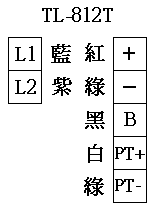 TL-812T
L1 藍 紅 +
L2 紫 綠 −
黑 B
白 PT+
綠 PT-